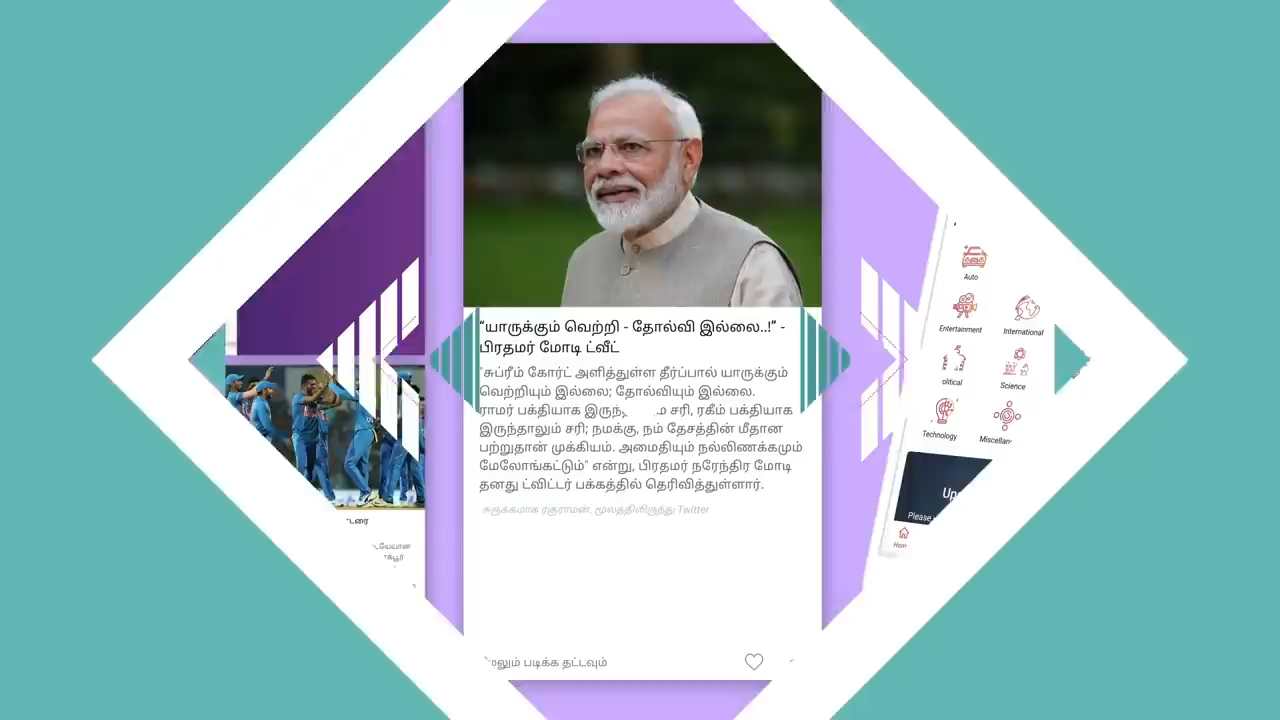 “யாருக்கும் வெற்றி - தோல்வி இல்லை..!” -
பிரதமர் மோடி ட்வீட்
"சுப்ரீம் கோர்ட் அளித்துள்ள தீர்ப்பால் யாருக்கும்
வெற்றியும் இல்லை; தோல்வியும் இல்லை.
ராமர் பக்தியாக சரி, ரகீம் பக்தியாக
இருந்தாலும் சரி; நமக்கு, நம் தேசத்தின் மீதான
பற்றுதான் முக்கியம். அமைதியும் நல்லிணக்கமும்
மேலோங்கட்டும்" என்று, பிரதமர் நரேந்திர மோடி
தனது ட்விட்டர் பக்கத்தில் தெரிவித்துள்ளார்.
சுருக்கமாக ரகுராமன், மூலத்திலிருந்து Twitter
படிக்க தட்டவும்
Auto
Entertainment
International
Science
Technology
Please